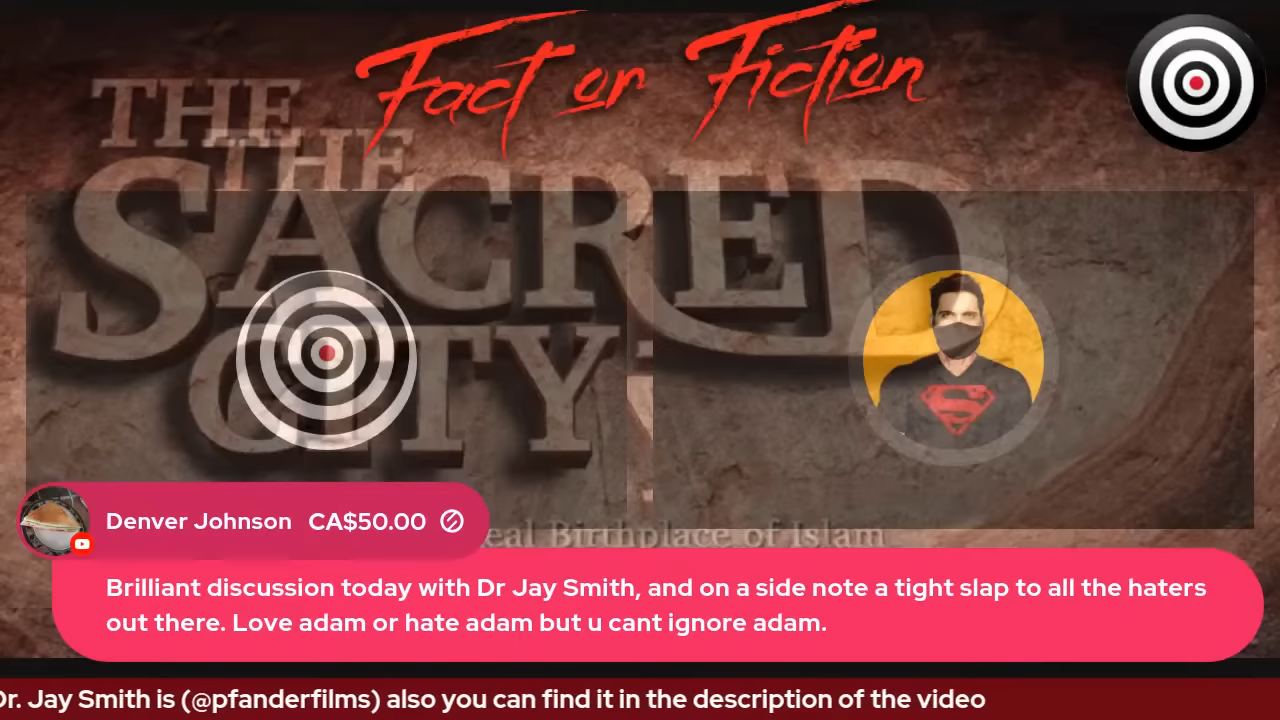 Fact or Fiction
THE
THE
SACRED
CITY
Birthplace of Islam
Denver Johnson CA$50.00
Brilliant discussion today with Dr Jay Smith, and on a side note a tight slap to all the haters
out there. Love adam or hate adam but u cant ignore adam.
Dr. Jay Smith is (@pfanderfilms) also you can find it in the description of the video